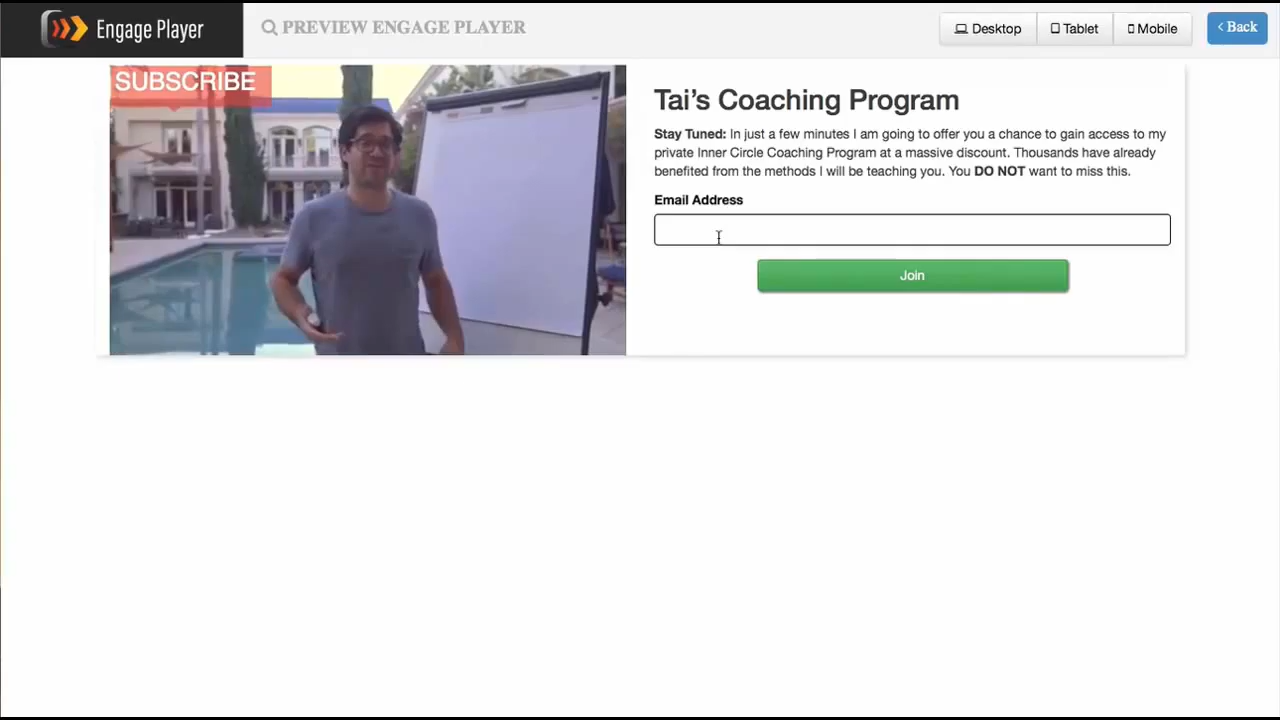 Engage Player
PREVIEW ENGAGE PLAYER
Desktop
Tablet
Mobile
Back
SUBSCRIBE
Tai's Coaching Program
Stay Tuned: In just a few minutes I am going to offer you a chance to gain access to my
private Inner Circle Coaching Program at a massive discount. Thousands have already
benefited from the methods I will be teaching you. You DO NOT want to miss this.
Email Address
Join